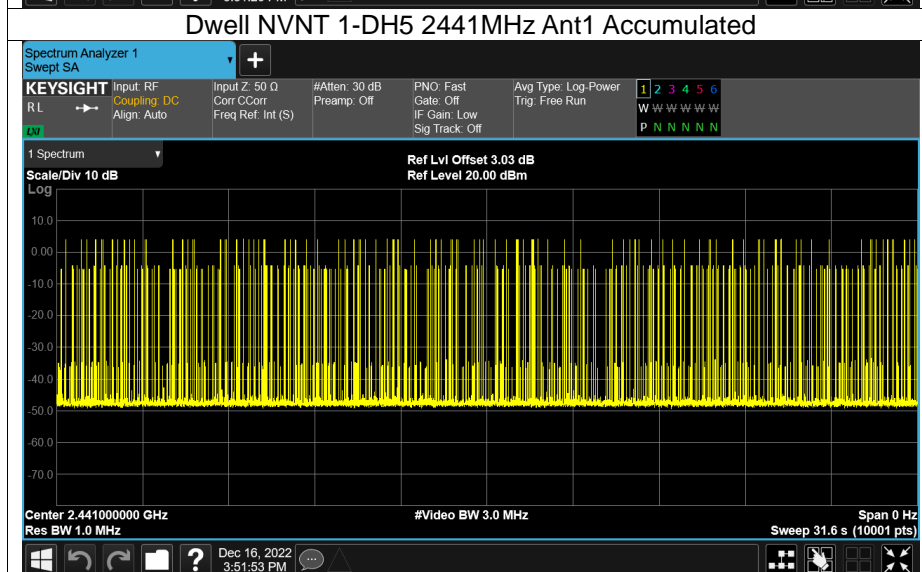 Dwell NVNT 1-DH5 2441MHz Ant1 Accumulated
Spectrum Analyzer 1
Swept SA
+
KEYSIGHT Input: RF Input Z: 50 Ω #Atten: 30 dB PNO: Fast Avg Type: Log-Power 1 2 3 4 5 6
R L Coupling: DC Corr CCorr Preamp: Off Gate: Off Trig: Free Run W W W W W W
Align: Auto Freq Ref: Int (S) IF Gain: Low
LXI Sig Track: Off P N N N N N
1 Spectrum Ref Lvl Offset 3.03 dB
Scale/Div 10 dB Ref Level 20.00 dBm
Log
10.0
0.00
-10.0
-20.0
-30.0
-40.0
-50.0
-60.0
-70.0
Center 2.441000000 GHz #Video BW 3.0 MHz Span 0 Hz
Res BW 1.0 MHz Sweep 31.6 s (10001 pts)
? Dec 16, 2022
3:51:53 PM